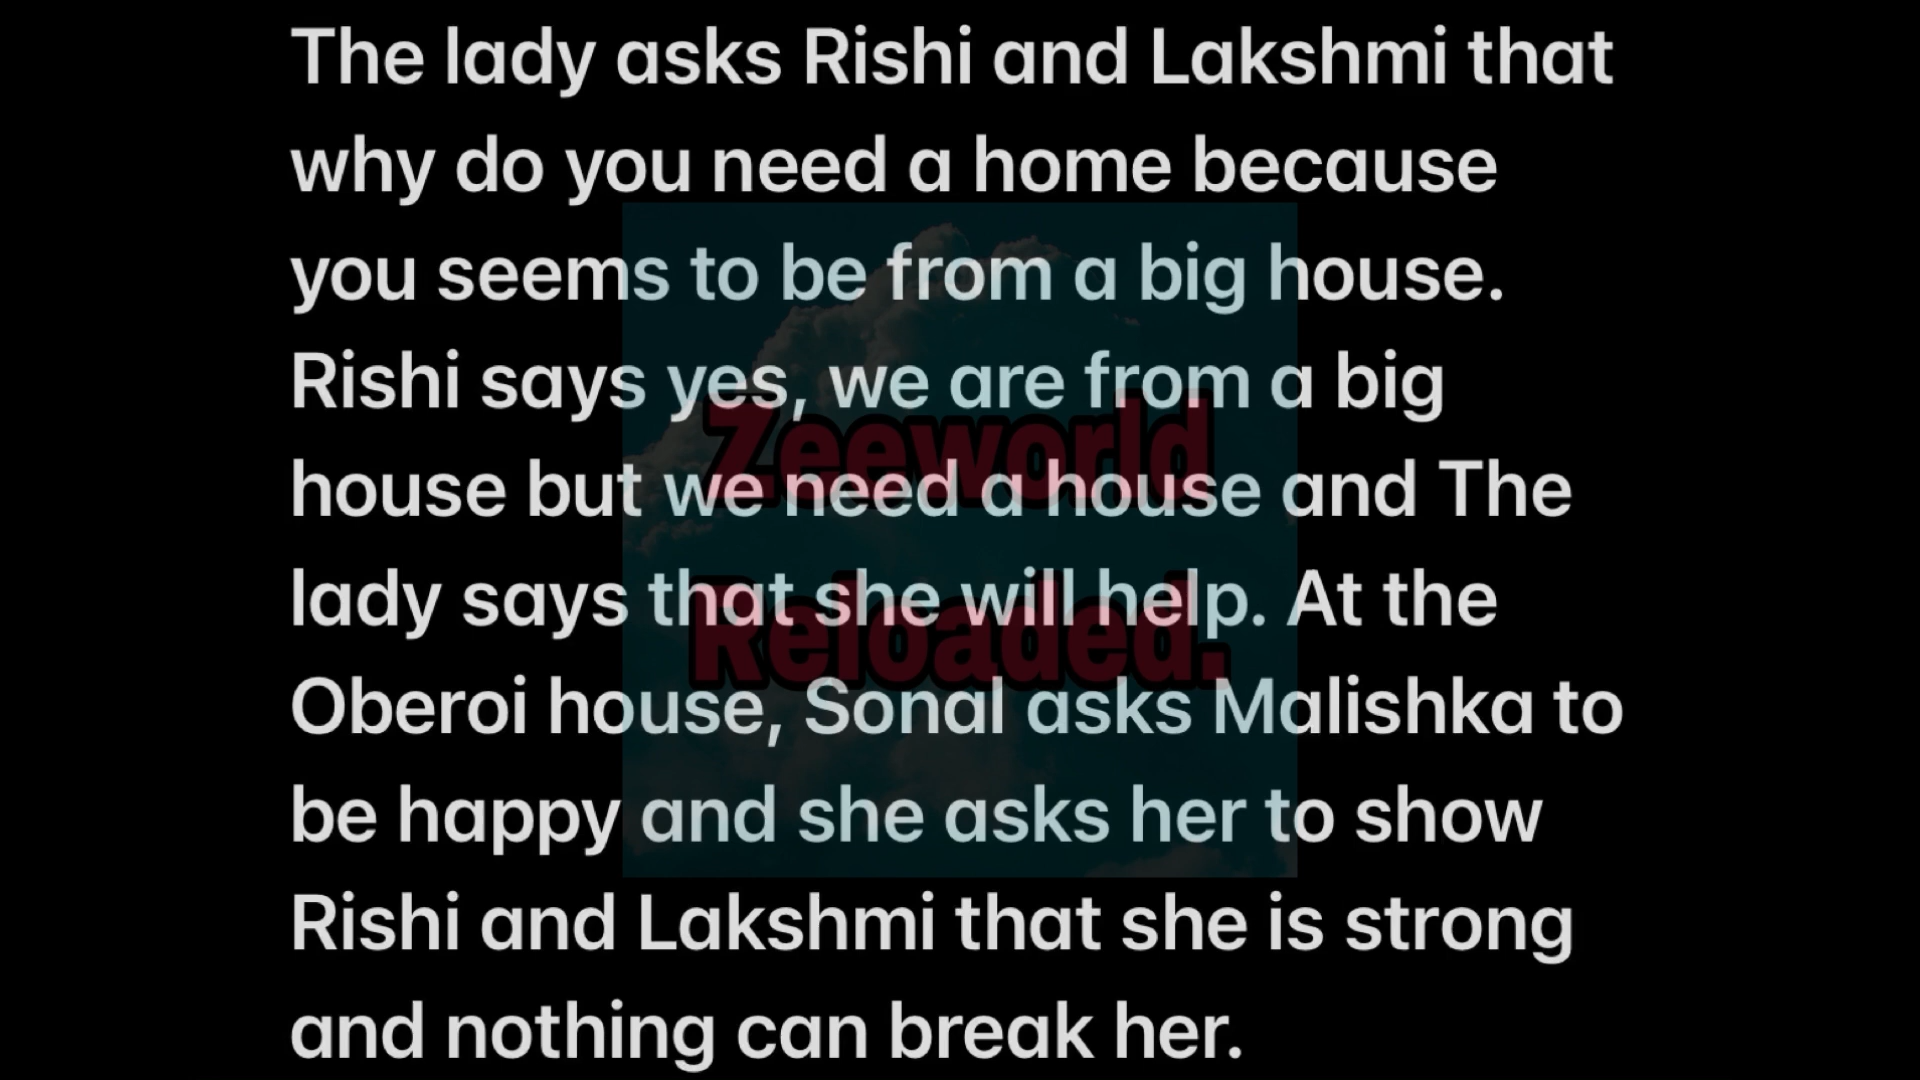 The lady asks Rishi and Lakshmi that
why do you need a home because
you seems to be from a big house.
Rishi says yes, we are from a big
house but we need a house and The
lady says that she will help. At the
Oberoi house, Sonal asks Malishka to
be happy and she asks her to show
Rishi and Lakshmi that she is strong
and nothing can break her.
Zeeworld
Reloaded.